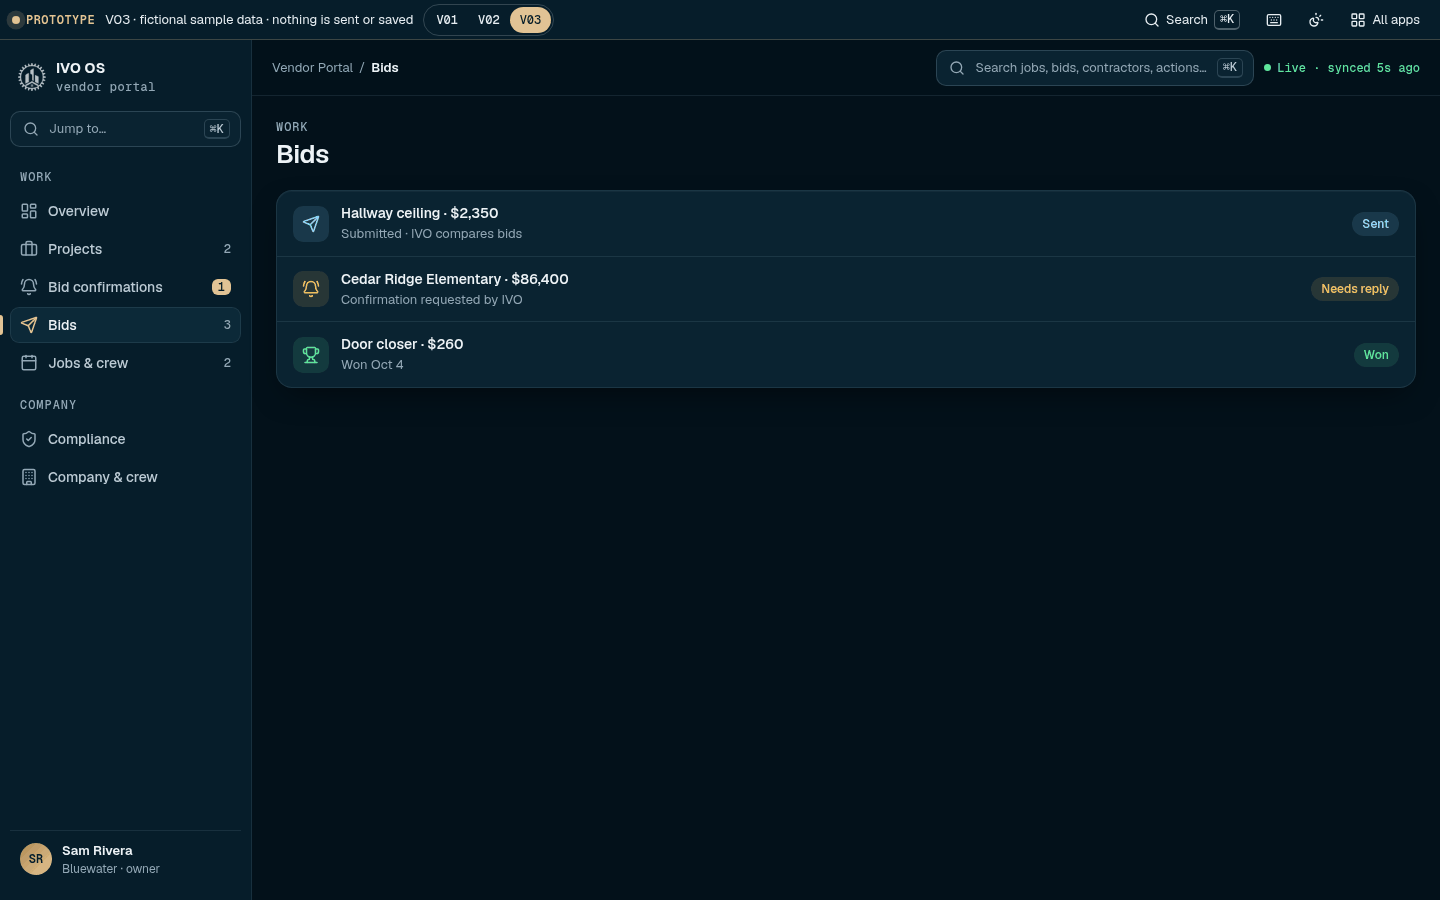 PROTOTYPE V03 · fictional sample data · nothing is sent or saved V01 V02 V03 Search ⌘K All apps
IVO OS
vendor portal
Jump to… ⌘K
WORK
Overview
Projects 2
Bid confirmations 1
Bids 3
Jobs & crew 2
COMPANY
Compliance
Company & crew
SR
Sam Rivera
Bluewater · owner
Vendor Portal / Bids
Search jobs, bids, contractors, actions… ⌘K
Live · synced 5s ago
WORK
Bids
Hallway ceiling · $2,350
Submitted · IVO compares bids
Sent
Cedar Ridge Elementary · $86,400
Confirmation requested by IVO
Needs reply
Door closer · $260
Won Oct 4
Won